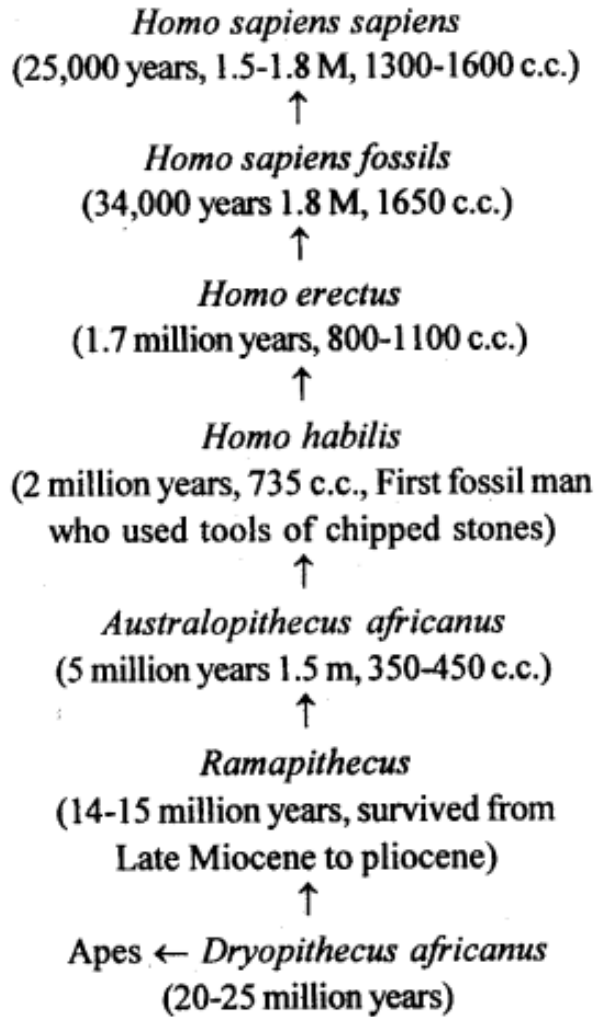 Homo sapiens sapiens
(25,000 years, 1.5-1.8 M, 1300-1600 c.c.)
↑
Homo sapiens fossils
(34,000 years 1.8 M, 1650 c.c.)
↑
Homo erectus
(1.7 million years, 800-1100 c.c.)
↑
Homo habilis
(2 million years, 735 c.c., First fossil man
who used tools of chipped stones)
↑
Australopithecus africanus
(5 million years 1.5 m, 350-450 c.c.)
↑
Ramapithecus
(14-15 million years, survived from
Late Miocene to pliocene)
↑
Apes ← Dryopithecus africanus
(20-25 million years)